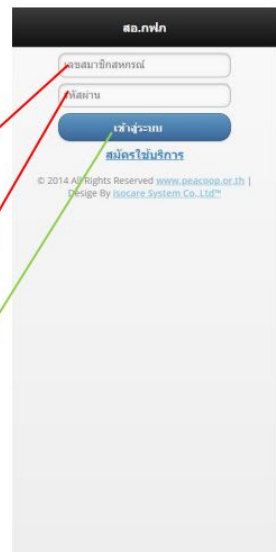 สอ.กฟภ
เลขสมาชิกสหกรณ์
รหัสผ่าน
เข้าสู่ระบบ
สมัครใช้บริการ
© 2014 All Rights Reserved www.peacoop.or.th |
Desige By Isocare System Co.,Ltd™